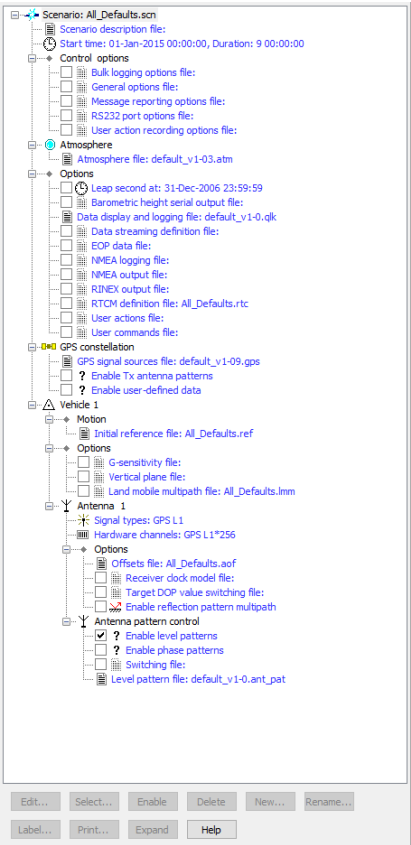 Scenario: All_Defaults.scn
Scenario description file:
Start time: 01-Jan-2015 00:00:00, Duration: 9 00:00:00
Control options
Bulk logging options file:
General options file:
Message reporting options file:
RS232 port options file:
User action recording options file:
Atmosphere
Atmosphere file: default_v1-03.atm
Options
Leap second at: 31-Dec-2006 23:59:59
Barometric height serial output file:
Data display and logging file: default_v1-0.qlk
Data streaming definition file:
EOP data file:
NMEA logging file:
NMEA output file:
RINEX output file:
RTCM definition file: All_Defaults.rtc
User actions file:
User commands file:
GPS constellation
GPS signal sources file: default_v1-09.gps
? Enable Tx antenna patterns
? Enable user-defined data
Vehicle 1
Motion
Initial reference file: All_Defaults.ref
Options
G-sensitivity file:
Vertical plane file:
Land mobile multipath file: All_Defaults.lmm
Antenna 1
Signal types: GPS L1
Hardware channels: GPS L1*256
Options
Offsets file: All_Defaults.aof
Receiver clock model file:
Target DOP value switching file:
Enable reflection pattern multipath
Antenna pattern control
? Enable level patterns
? Enable phase patterns
Switching file:
Level pattern file: default_v1-0.ant_pat
Edit... Select... Enable Delete New... Rename...
Label... Print... Expand Help